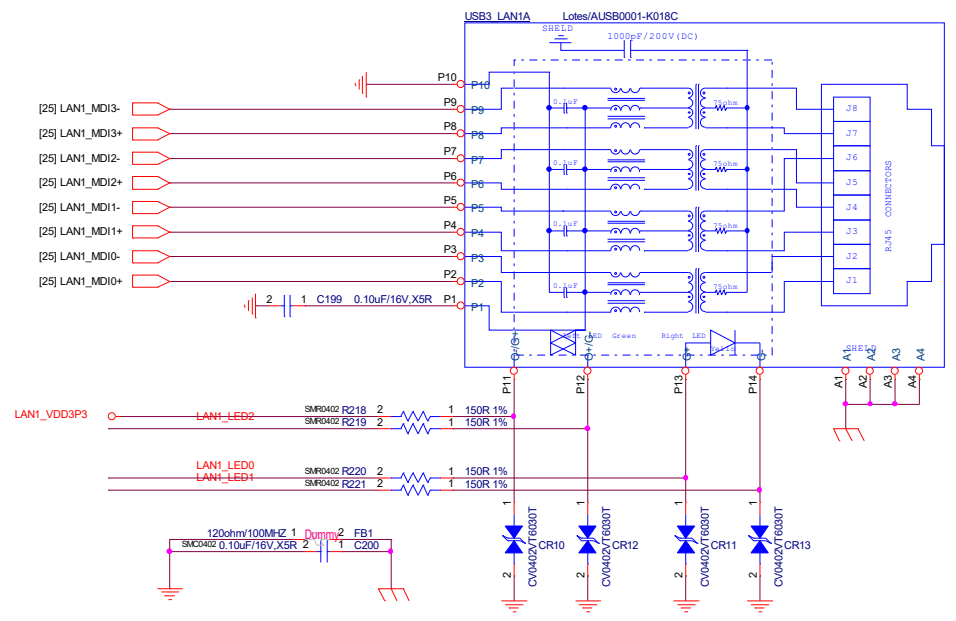 USB3_LAN1A Lotes/AUSB0001-K018C
SHELD
1000pF/200V(DC)
P10 P10
[25] LAN1_MDI3- P9 P9
[25] LAN1_MDI3+ P8 P8
[25] LAN1_MDI2- P7 P7
[25] LAN1_MDI2+ P6 P6
[25] LAN1_MDI1- P5 P5
[25] LAN1_MDI1+ P4 P4
[25] LAN1_MDI0- P3 P3
[25] LAN1_MDI0+ P2 P2
2 1 C199 0.10uF/16V,X5R P1 P1
0.1uF 75ohm
0.1uF 75ohm
0.1uF 75ohm
0.1uF 75ohm
J8
J7
J6
J5
J4
J3
J2
J1
RJ45 CONNECTORS
LED Green Right LED
SHELD
O-/G+ O+/G- G+ G-
P11 P12 P13 P14
A1 A2 A3 A4
A1 A2 A3 A4
LAN1_VDD3P3
LAN1_LED2 SMR0402 R218 2 1 150R 1%
SMR0402 R219 2 1 150R 1%
LAN1_LED0 SMR0402 R220 2 1 150R 1%
LAN1_LED1 SMR0402 R221 2 1 150R 1%
120ohm/100MHZ 1 Dummy 2 FB1
SMC0402 0.10uF/16V,X5R 2 1 C200
1 2 CR10 CV0402VT6030T
1 2 CR12 CV0402VT6030T
1 2 CR11 CV0402VT6030T
1 2 CR13 CV0402VT6030T